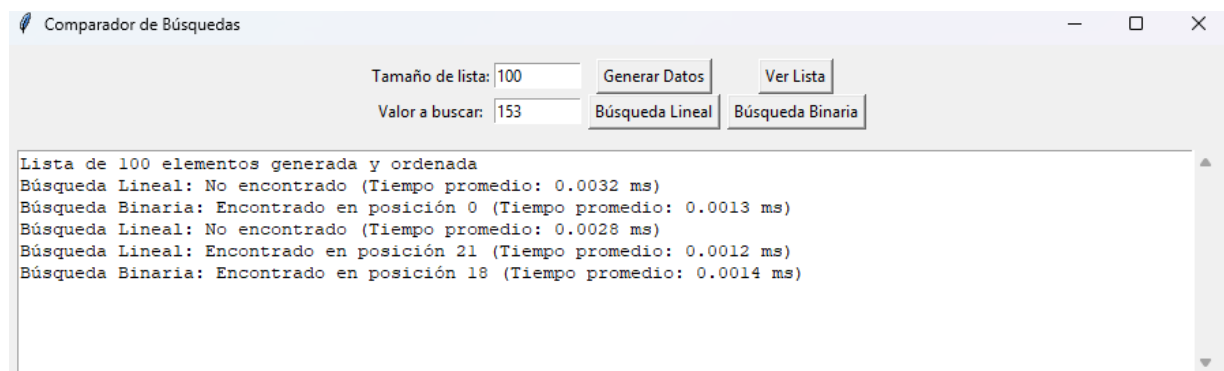 Comparador de Búsquedas
Tamaño de lista: 100 Generar Datos Ver Lista
Valor a buscar: 153 Búsqueda Lineal Búsqueda Binaria
Lista de 100 elementos generada y ordenada
Búsqueda Lineal: No encontrado (Tiempo promedio: 0.0032 ms)
Búsqueda Binaria: Encontrado en posición 0 (Tiempo promedio: 0.0013 ms)
Búsqueda Lineal: No encontrado (Tiempo promedio: 0.0028 ms)
Búsqueda Lineal: Encontrado en posición 21 (Tiempo promedio: 0.0012 ms)
Búsqueda Binaria: Encontrado en posición 18 (Tiempo promedio: 0.0014 ms)